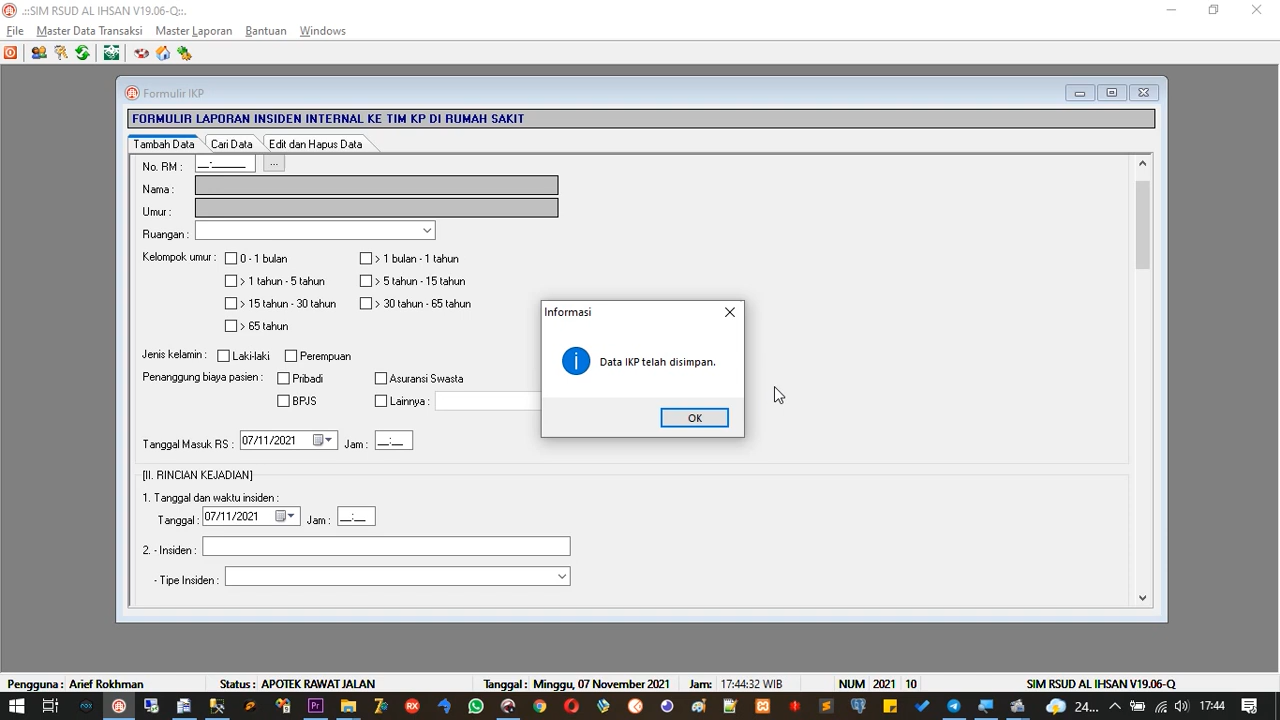 .::SIM RSUD AL IHSAN V19.06-Q::.
File Master Data Transaksi Master Laporan Bantuan Windows
Formulir IKP
FORMULIR LAPORAN INSIDEN INTERNAL KE TIM KP DI RUMAH SAKIT
Tambah Data Cari Data Edit dan Hapus Data
No. RM : __-______ ...
Nama :
Umur :
Ruangan :
Kelompok umur : 0 - 1 bulan > 1 bulan - 1 tahun
> 1 tahun - 5 tahun > 5 tahun - 15 tahun
> 15 tahun - 30 tahun > 30 tahun - 65 tahun
> 65 tahun
Jenis kelamin : Laki-laki Perempuan
Penanggung biaya pasien : Pribadi Asuransi Swasta
BPJS Lainnya :
Tanggal Masuk RS : 07/11/2021 Jam : __:__
[II. RINCIAN KEJADIAN]
1. Tanggal dan waktu insiden :
Tanggal : 07/11/2021 Jam : __:__
2. - Insiden :
- Tipe Insiden :
Informasi
Data IKP telah disimpan.
OK
Pengguna : Arief Rokhman Status : APOTEK RAWAT JALAN Tanggal : Minggu, 07 November 2021 Jam: 17:44:32 WIB NUM 2021 10 SIM RSUD AL IHSAN V19.06-Q
24... 17:44